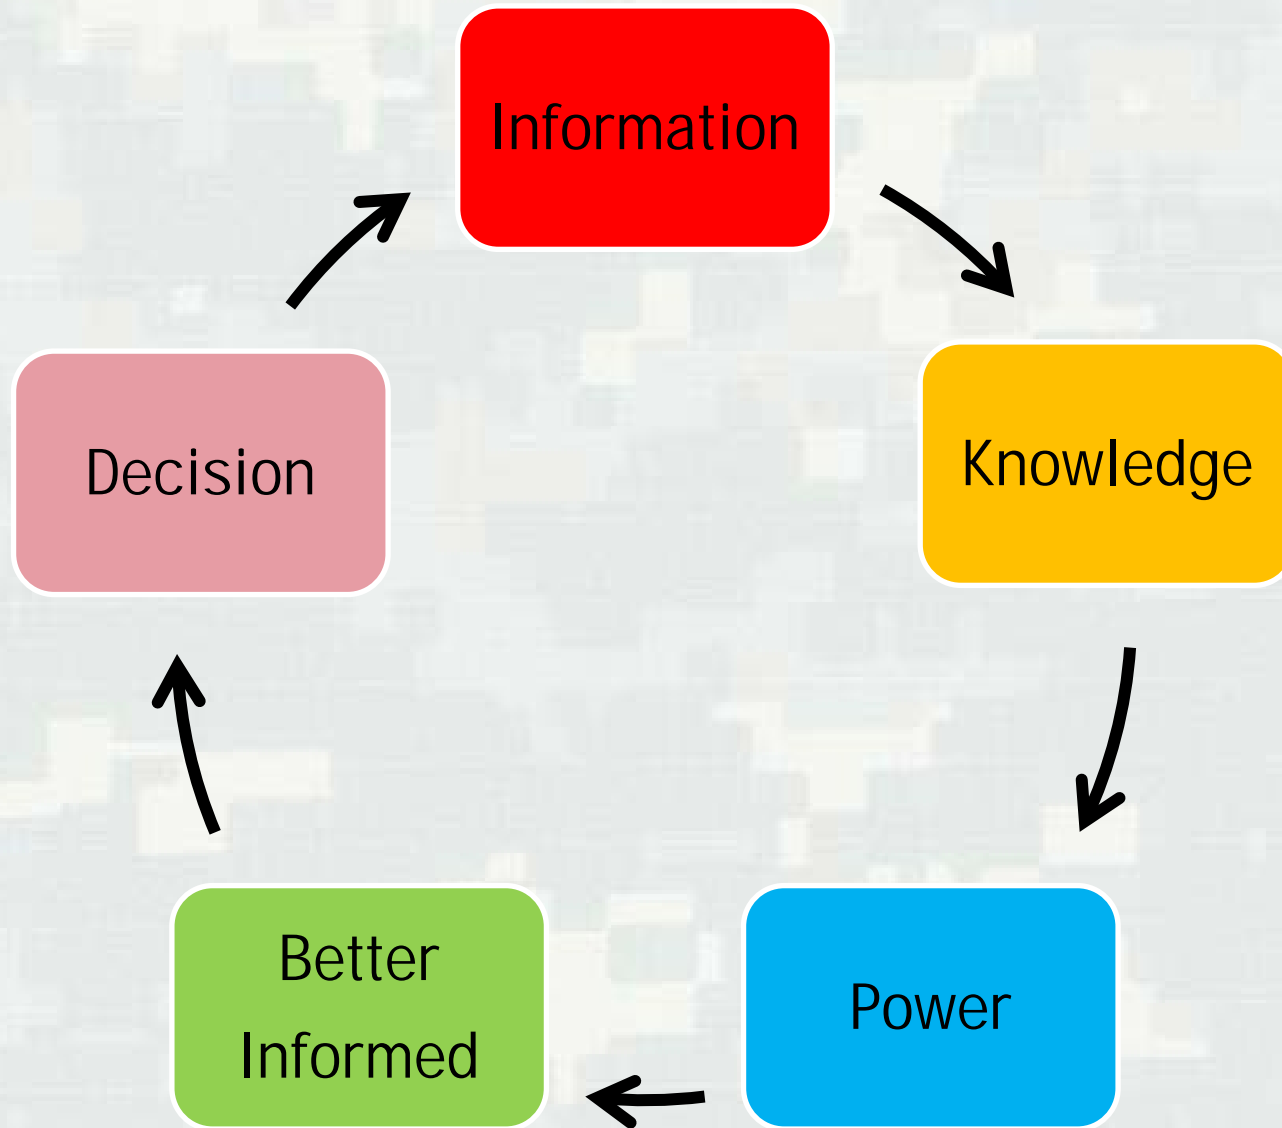 Information
Knowledge
Power
Better
Informed
Decision